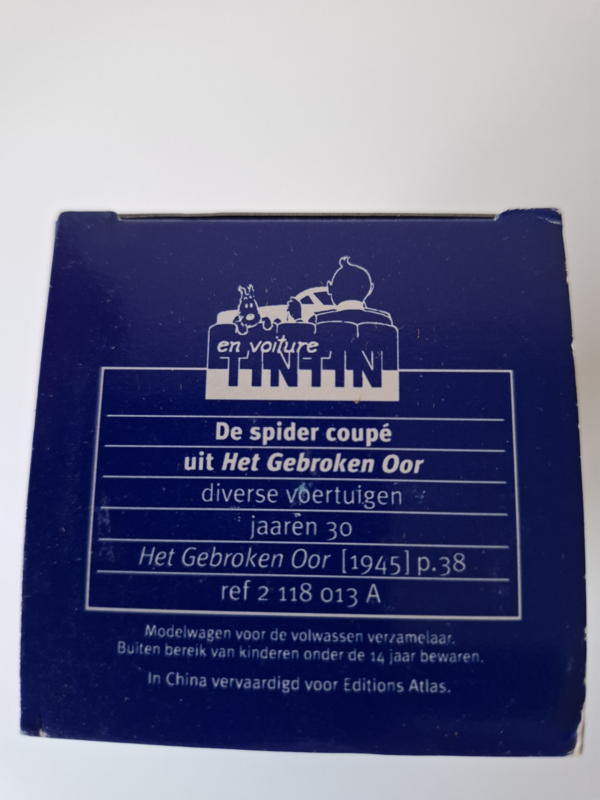 en voiture
TINTIN
De spider coupé
uit Het Gebroken Oor
diverse voertuigen
jaaren 30
Het Gebroken Oor [1945] p.38
ref 2 118 013 A
Modelwagen voor de volwassen verzamelaar.
Buiten bereik van kinderen onder de 14 jaar bewaren.
In China vervaardigd voor Editions Atlas.